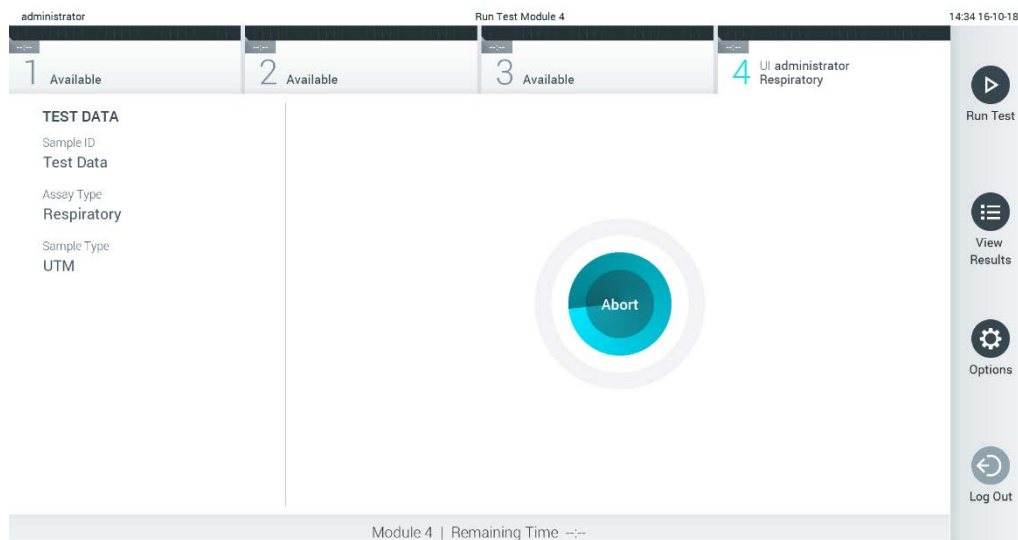 administrator
Run Test Module 4
14:34 16-10-18
--:--
--:--
--:--
--:--
1 Available
2 Available
3 Available
4 UI administrator
Respiratory
TEST DATA
Sample ID
Test Data
Assay Type
Respiratory
Sample Type
UTM
Abort
Run Test
View
Results
Options
Log Out
Module 4 | Remaining Time --:--